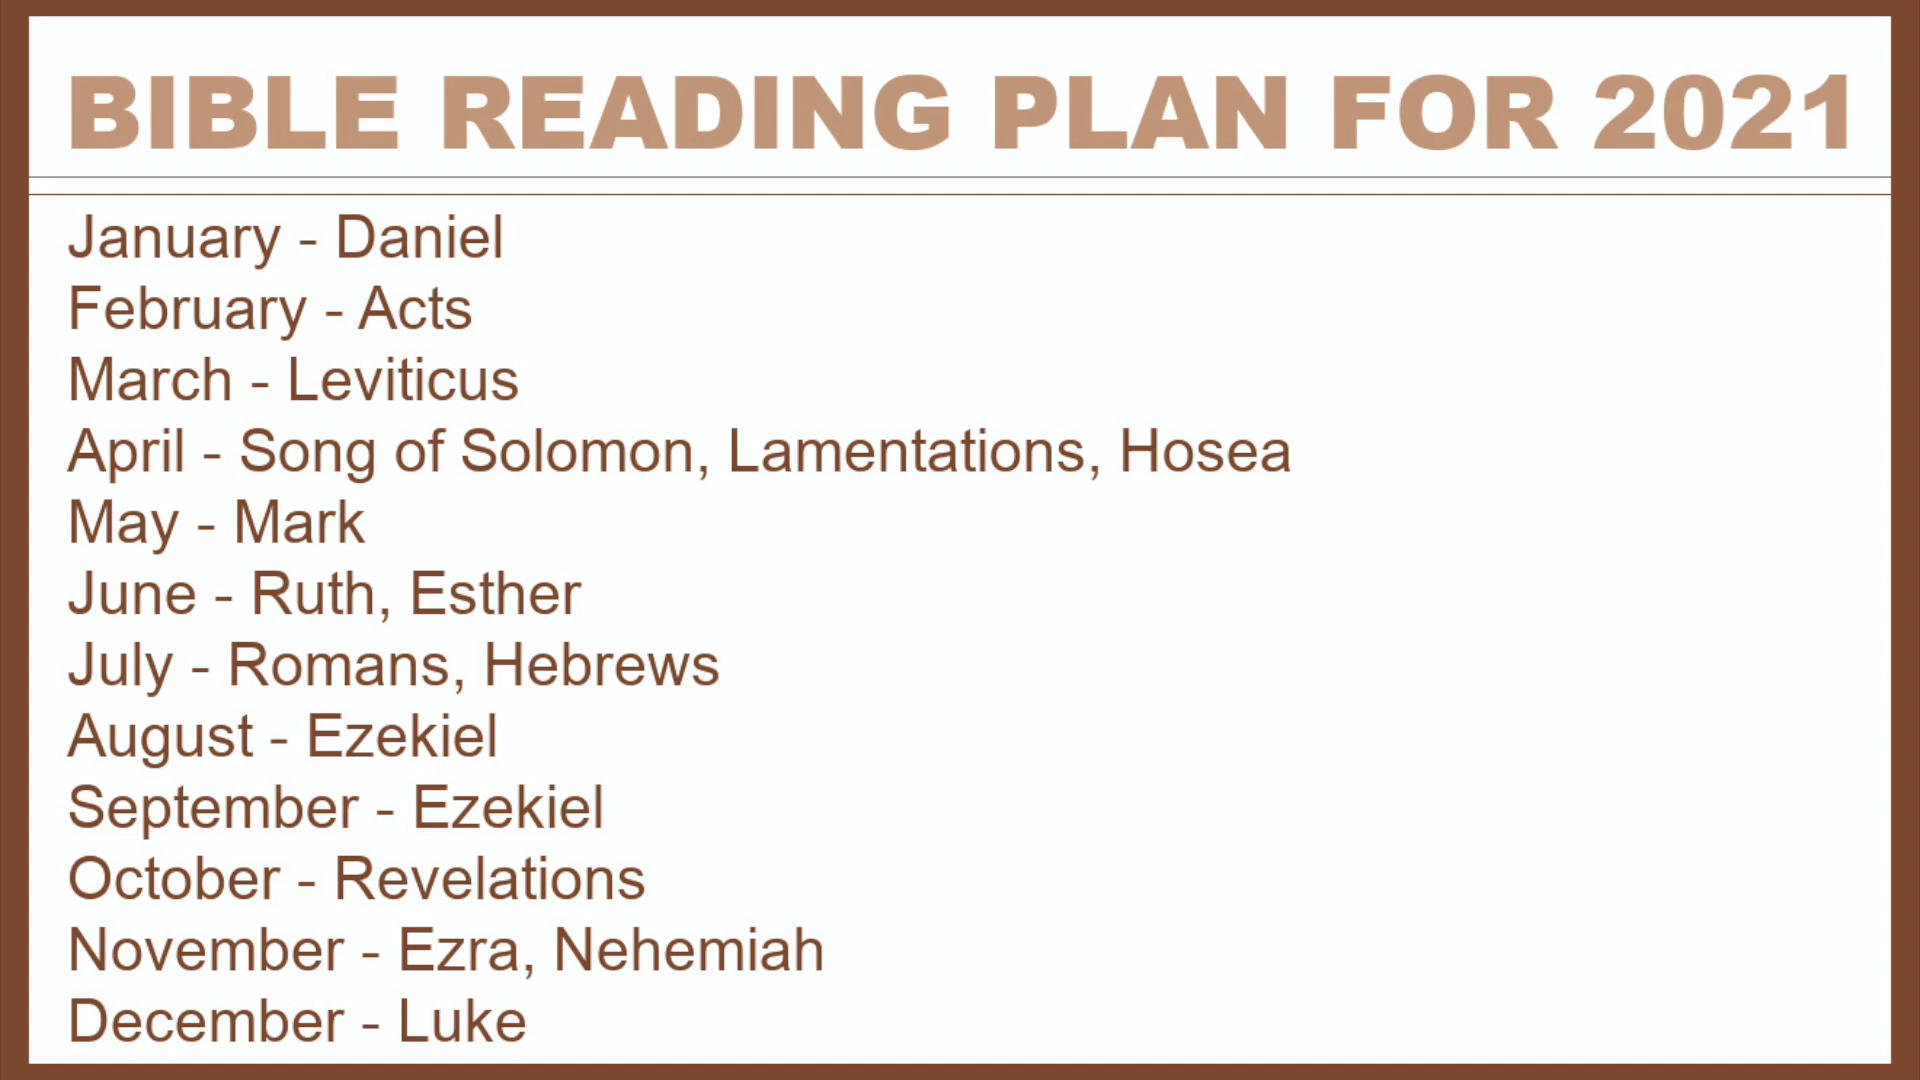 BIBLE READING PLAN FOR 2021
January - Daniel
February - Acts
March - Leviticus
April - Song of Solomon, Lamentations, Hosea
May - Mark
June - Ruth, Esther
July - Romans, Hebrews
August - Ezekiel
September - Ezekiel
October - Revelations
November - Ezra, Nehemiah
December - Luke